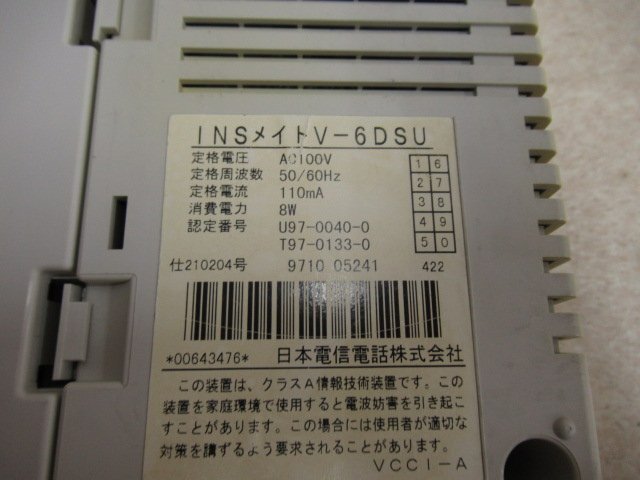 INSメイトV-6DSU
定格電圧 AC100V
定格周波数 50/60Hz
定格電流 110mA
消費電力 8W
認定番号 U97-0040-0
T97-0133-0
1 6
2 7
3 8
4 9
5 0
仕210204号 9710 05241 422
*00643476* 日本電信電話株式会社
この装置は、クラスA情報技術装置です。この
装置を家庭環境で使用すると電波妨害を引き起こ
すことがあります。この場合には使用者が適切な
対策を講ずるよう要求されることがあります。
VCCI-A